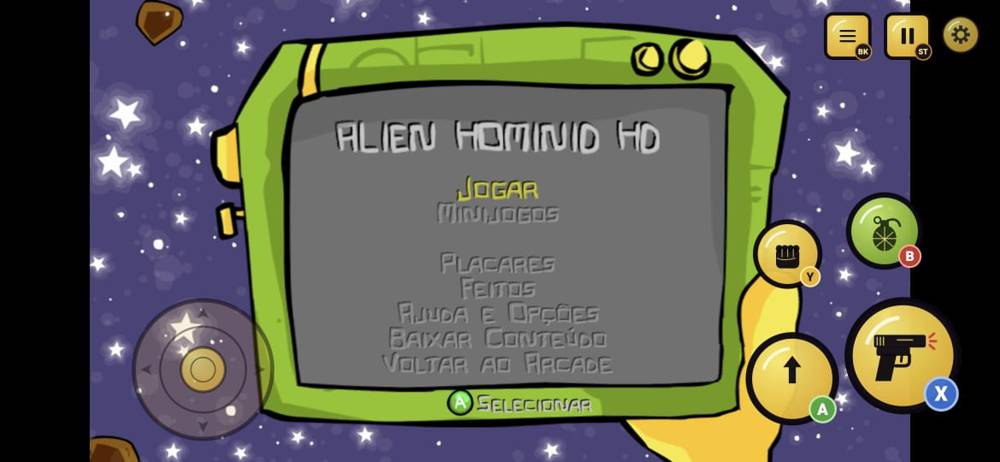 BK
ST
ALIEN HOMINID HD
JOGAR
MINIJOGOS
PLACARES
FEITOS
AJUDA E OPÇÕES
BAIXAR CONTEÚDO
VOLTAR AO ARCADE
A SELECIONAR
B
Y
X
A